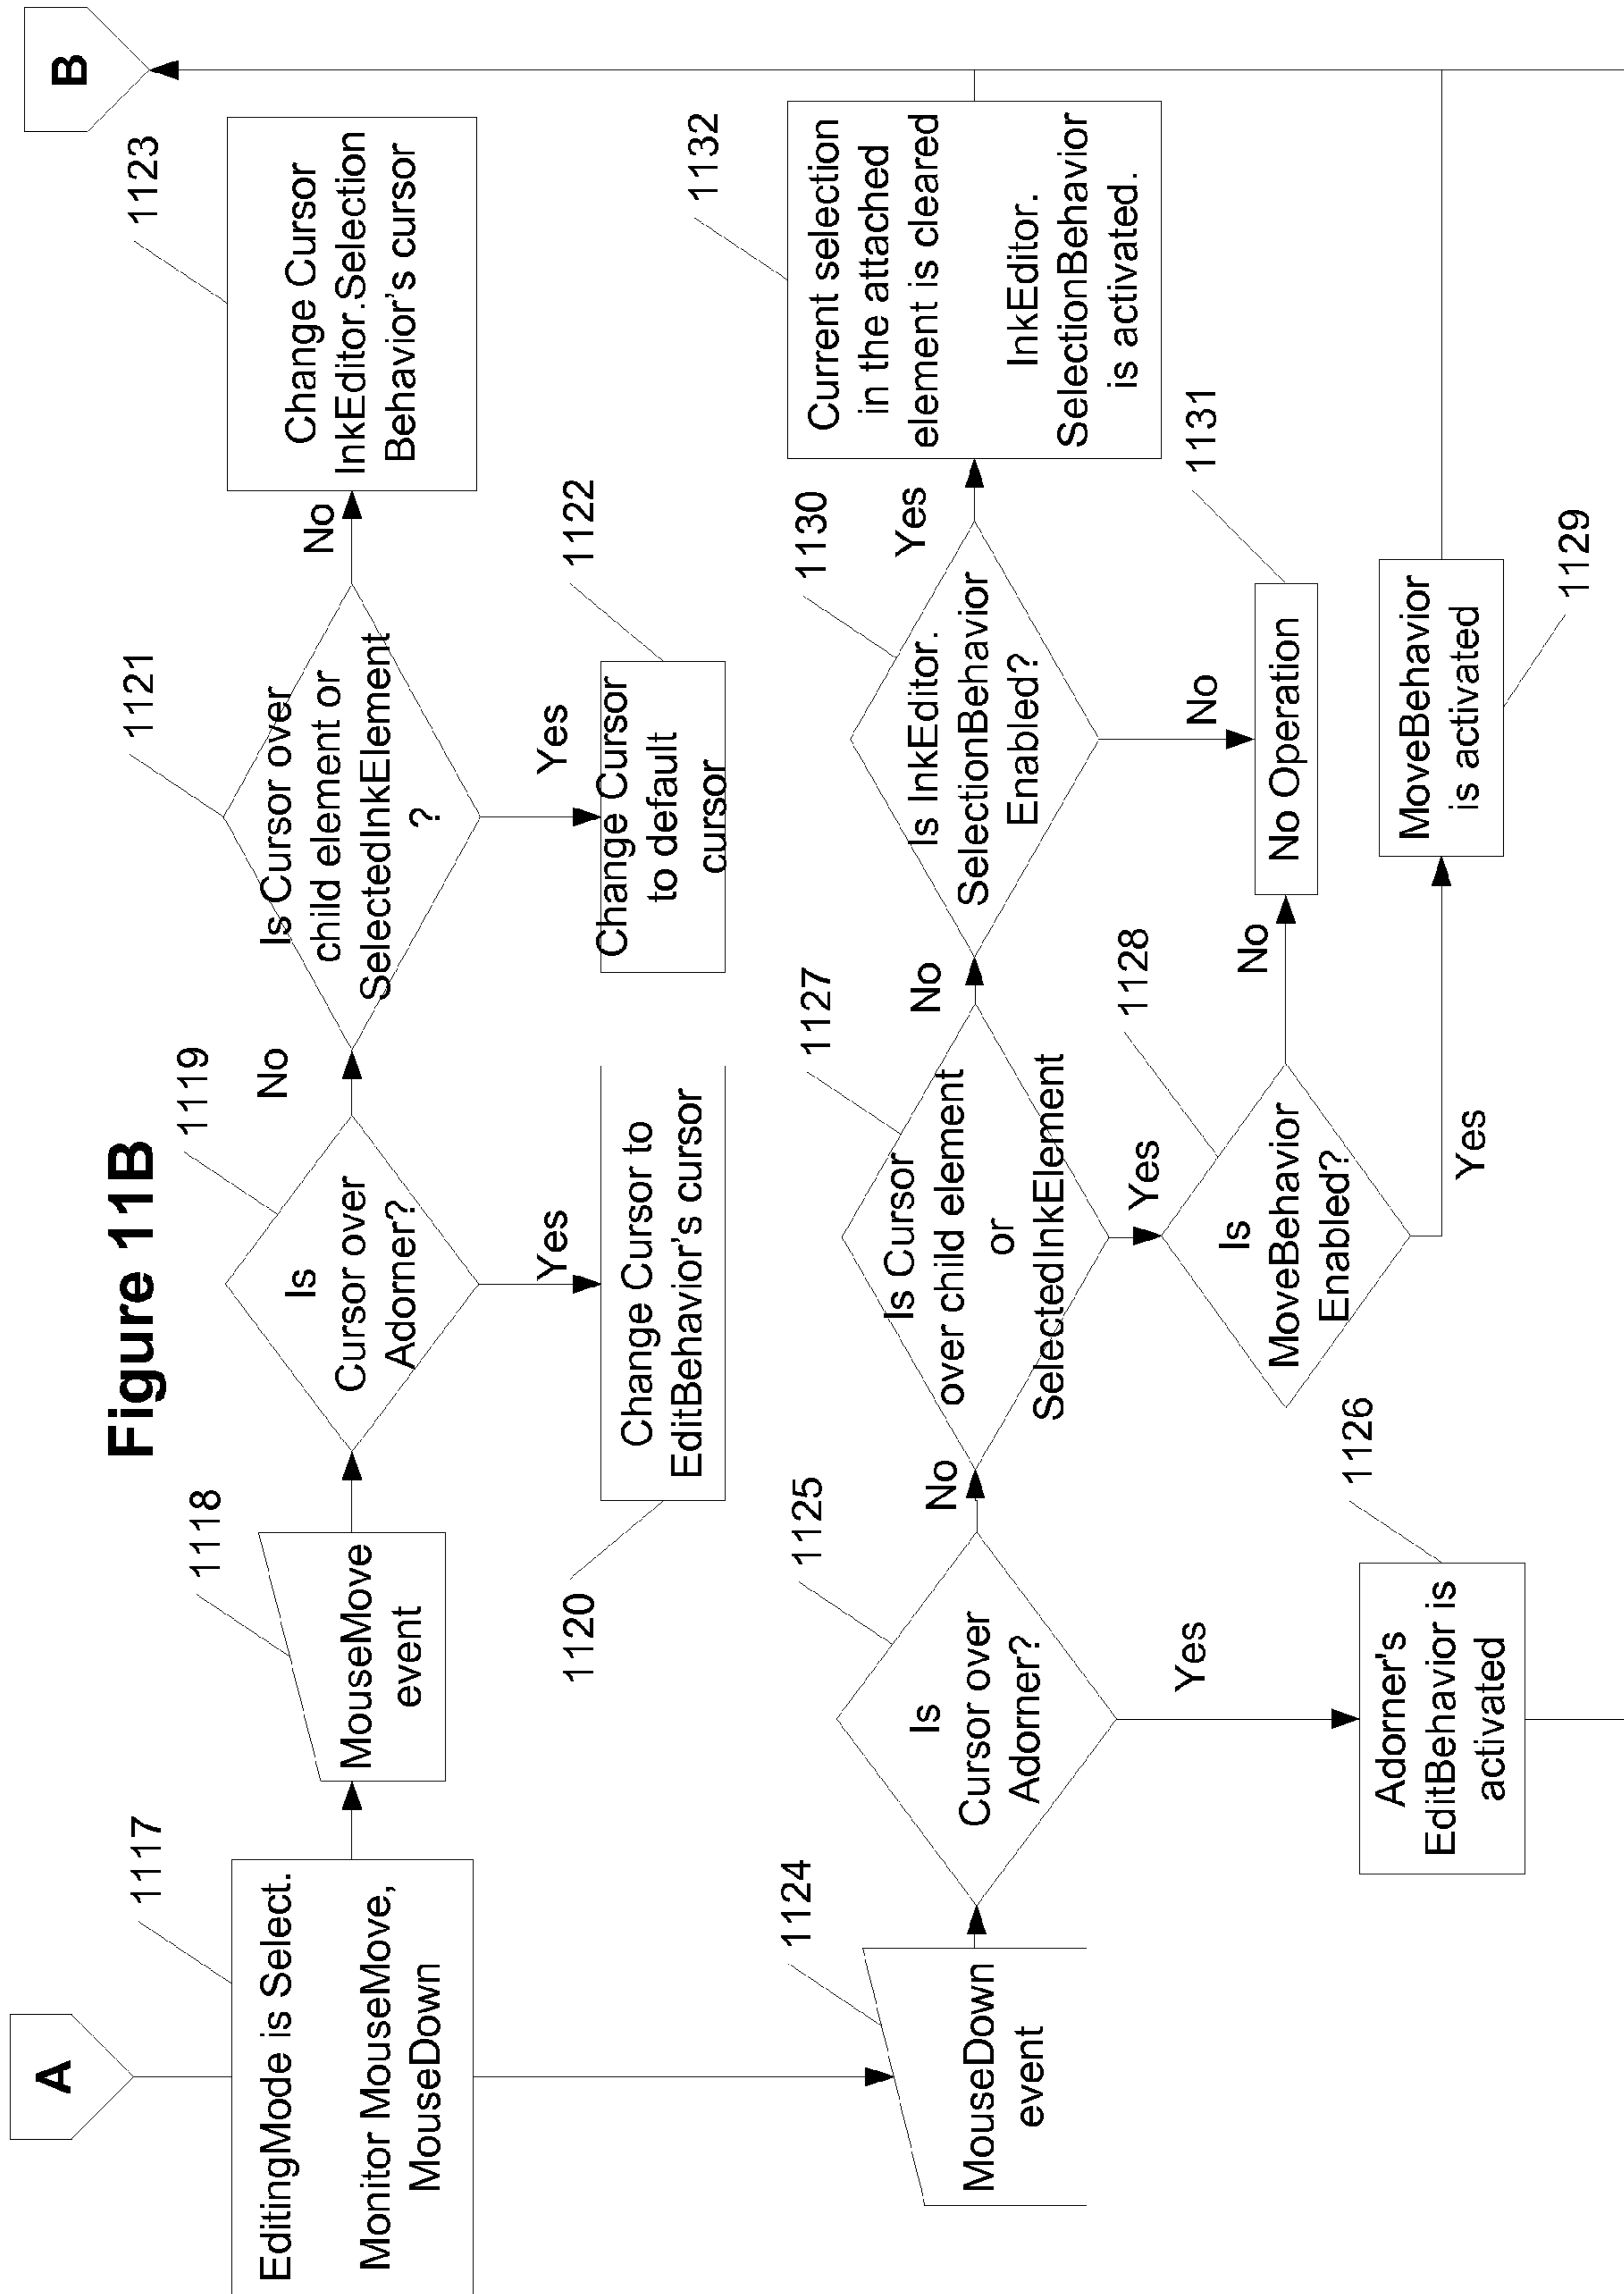 Figure 11B
A
B
EditingMode is Select.
Monitor MouseMove,
MouseDown
1117
MouseMove
event
1118
Is
Cursor over
Adorner?
1119
No
Yes
Change Cursor to
EditBehavior's cursor
1120
Is Cursor over
child element or
SelectedInkElement
?
1121
No
Yes
Change Cursor
to default
cursor
1122
Change Cursor
InkEditor.Selection
Behavior's cursor
1123
MouseDown
event
1124
Is
Cursor over
Adorner?
1125
No
Yes
Adorner's
EditBehavior is
activated
1126
Is Cursor
over child element
or
SelectedInkElement
1127
No
Yes
Is
MoveBehavior
Enabled?
1128
No
Yes
MoveBehavior
is activated
1129
Is InkEditor.
SelectionBehavior
Enabled?
1130
Yes
No
No Operation
1131
Current selection
in the attached
element is cleared
InkEditor.
SelectionBehavior
is activated.
1132